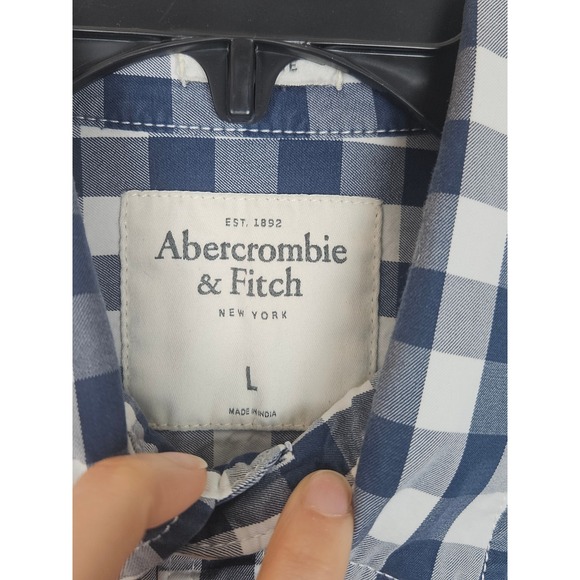 E
EST. 1892
Abercrombie
& Fitch
NEW YORK
L
MADE IN INDIA